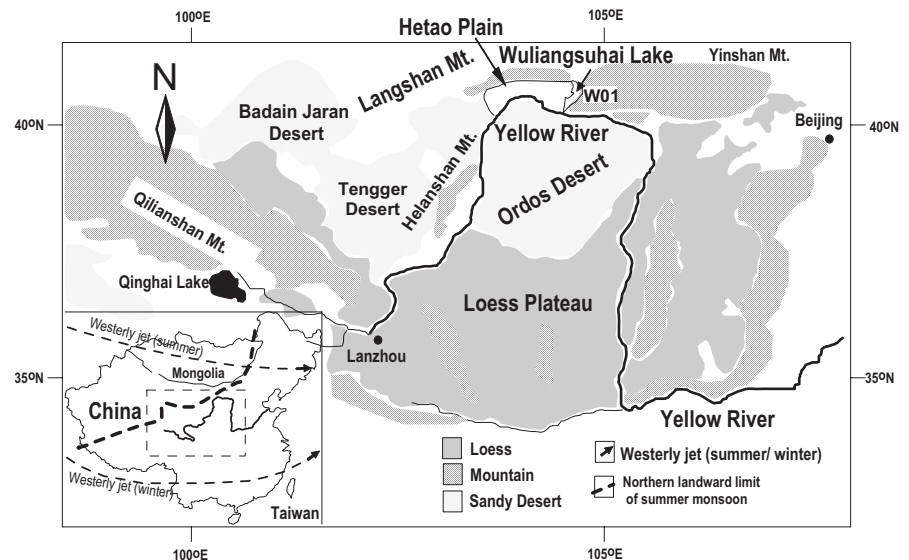 100ºE
105ºE
Hetao Plain
Wuliangsuhai Lake
Yinshan Mt.
Langshan Mt.
N
W01
Badain Jaran
Desert
40ºN
Beijing
40ºN
Yellow River
Helanshan Mt.
Tengger
Desert
Ordos Desert
Qilianshan Mt.
Qinghai Lake
Loess Plateau
Westerly jet (summer)
Lanzhou
Mongolia
35ºN
35ºN
China
Yellow River
Loess
Westerly jet (summer/ winter)
Mountain
Northern landward limit
of summer monsoon
Sandy Desert
Westerly jet (winter)
Taiwan
100ºE
105ºE